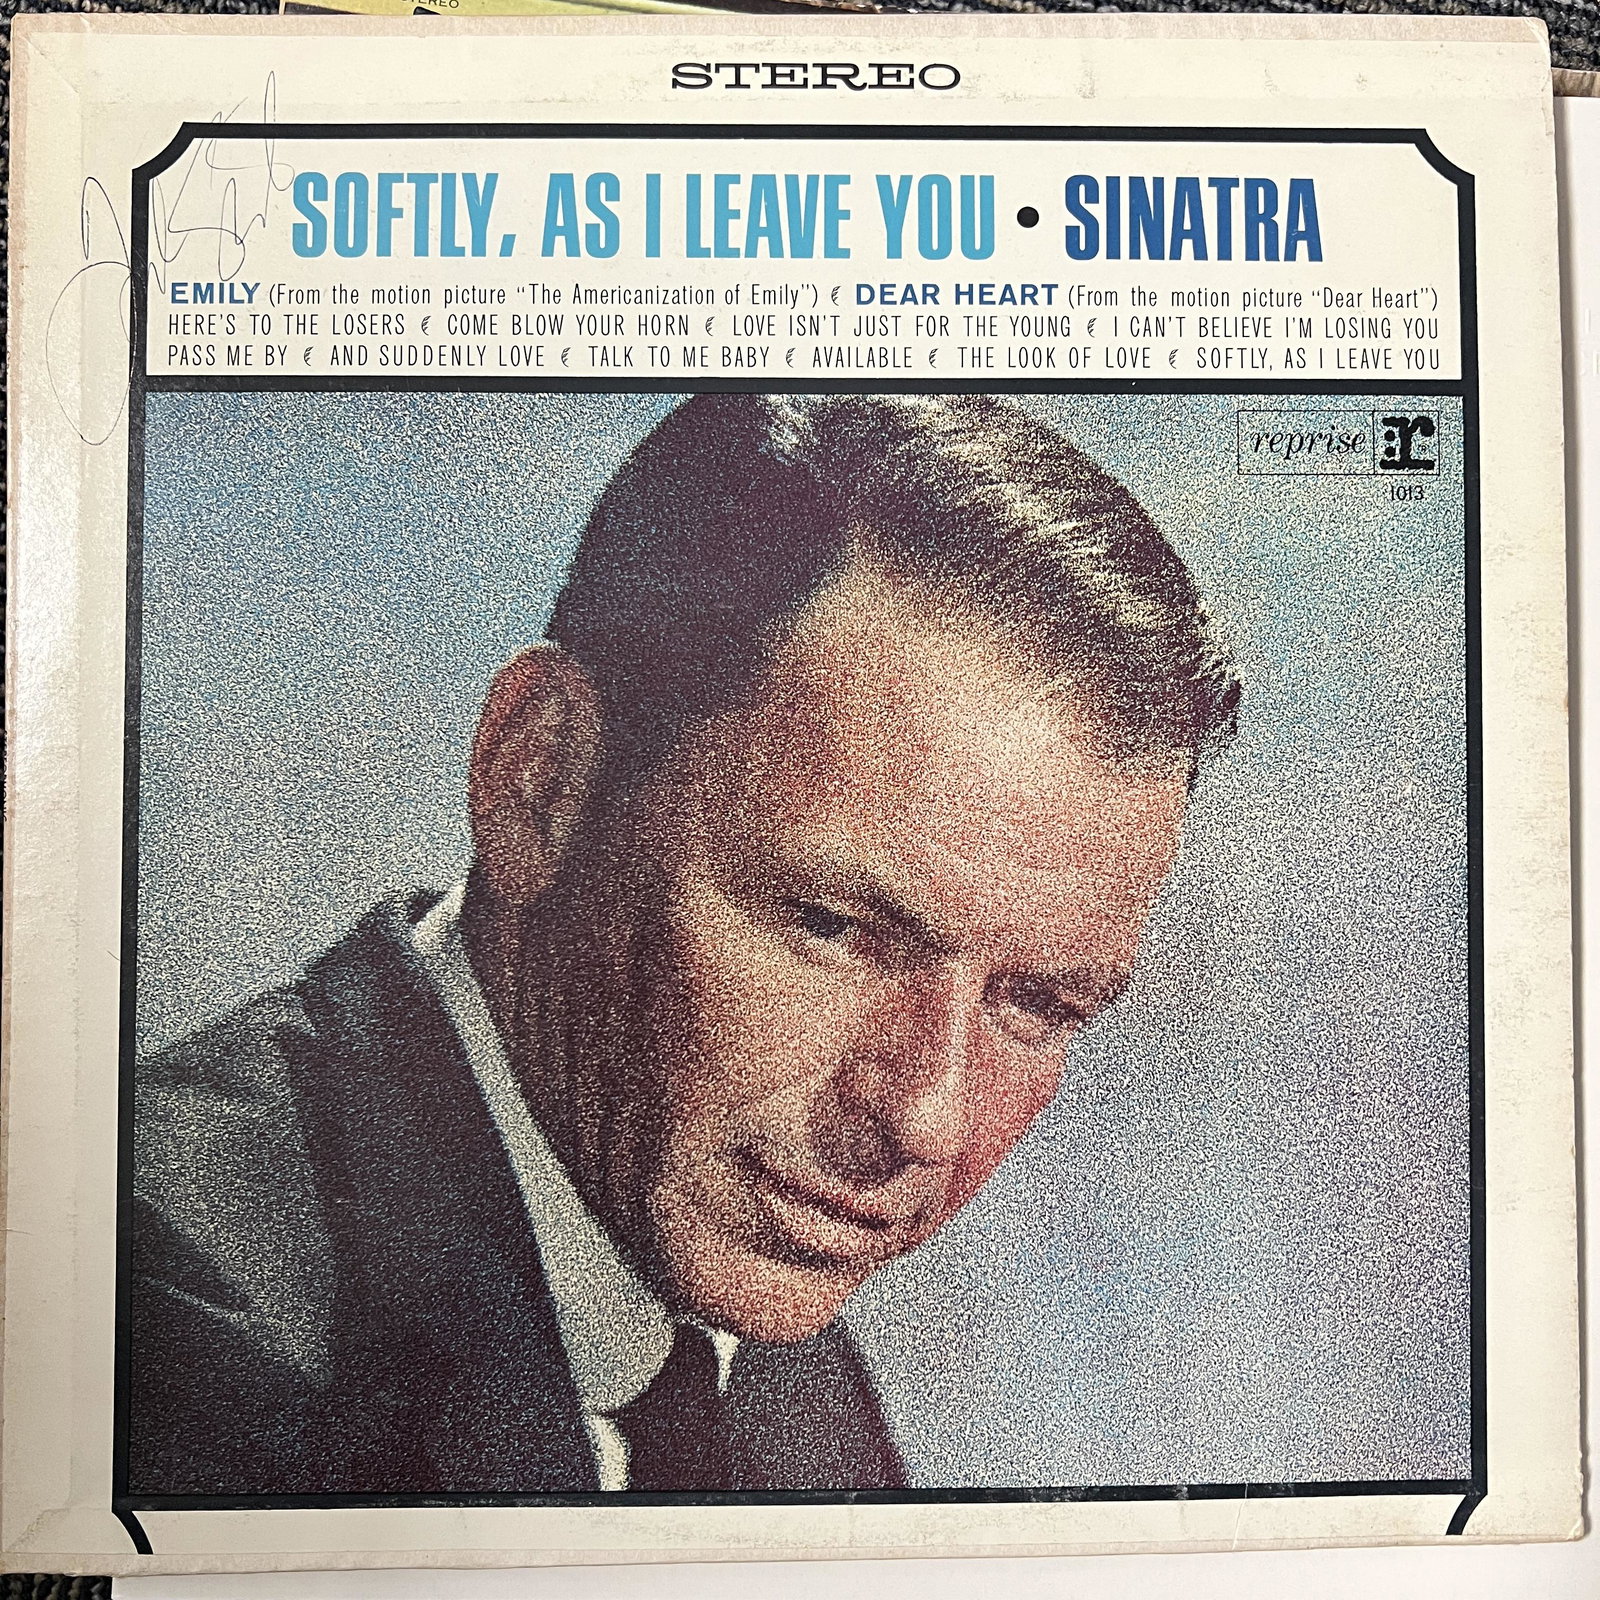 STEREO
STEREO
SOFTLY, AS I LEAVE YOU • SINATRA
EMILY (From the motion picture "The Americanization of Emily") DEAR HEART (From the motion picture "Dear Heart")
HERE'S TO THE LOSERS COME BLOW YOUR HORN LOVE ISN'T JUST FOR THE YOUNG I CAN'T BELIEVE I'M LOSING YOU
PASS ME BY AND SUDDENLY LOVE TALK TO ME BABY AVAILABLE THE LOOK OF LOVE SOFTLY, AS I LEAVE YOU
reprise r
1013